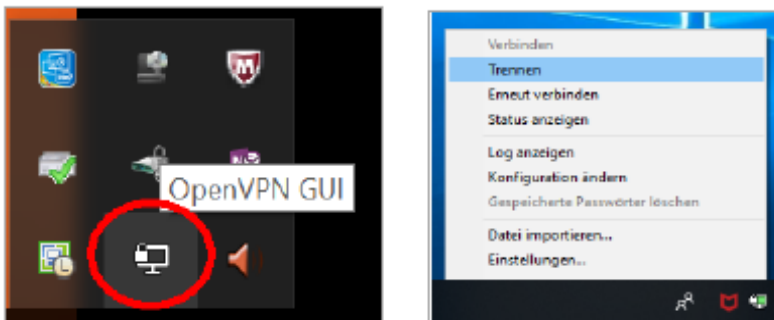 OpenVPN GUI
Verbinden
Trennen
Erneut verbinden
Status anzeigen
Log anzeigen
Konfiguration ändern
Gespeicherte Passwörter löschen
Datei importieren...
Einstellungen...